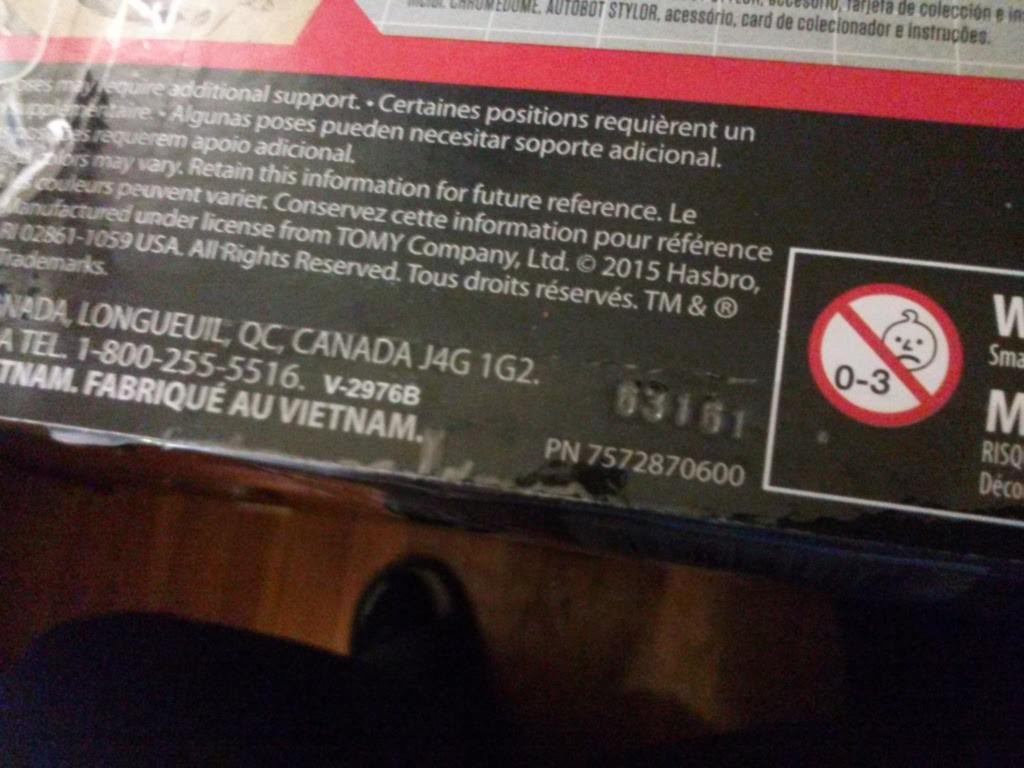 CHROMEDOME, AUTOBOT STYLOR, acessório, card de colecionador e instruções.
may require additional support. • Certaines positions requièrent un
• Algunas poses pueden necesitar soporte adicional.
requerem apoio adicional.
may vary. Retain this information for future reference. Le
couleurs peuvent varier. Conservez cette information pour référence
Manufactured under license from TOMY Company, Ltd. © 2015 Hasbro,
RI 02861-1059 USA. All Rights Reserved. Tous droits réservés. TM & ®
Trademarks.
LONGUEUIL, QC, CANADA J4G 1G2.
TEL. 1-800-255-5516. V-2976B
FABRIQUÉ AU VIETNAM.
63161
PN 7572870600
0-3